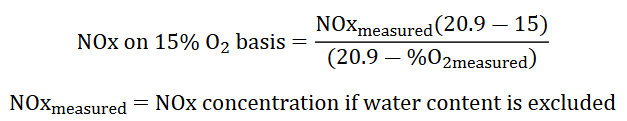 NOx on 15% O₂ basis = NOxmeasured(20.9 − 15) / (20.9 − %O₂measured)
NOxmeasured = NOx concentration if water content is excluded